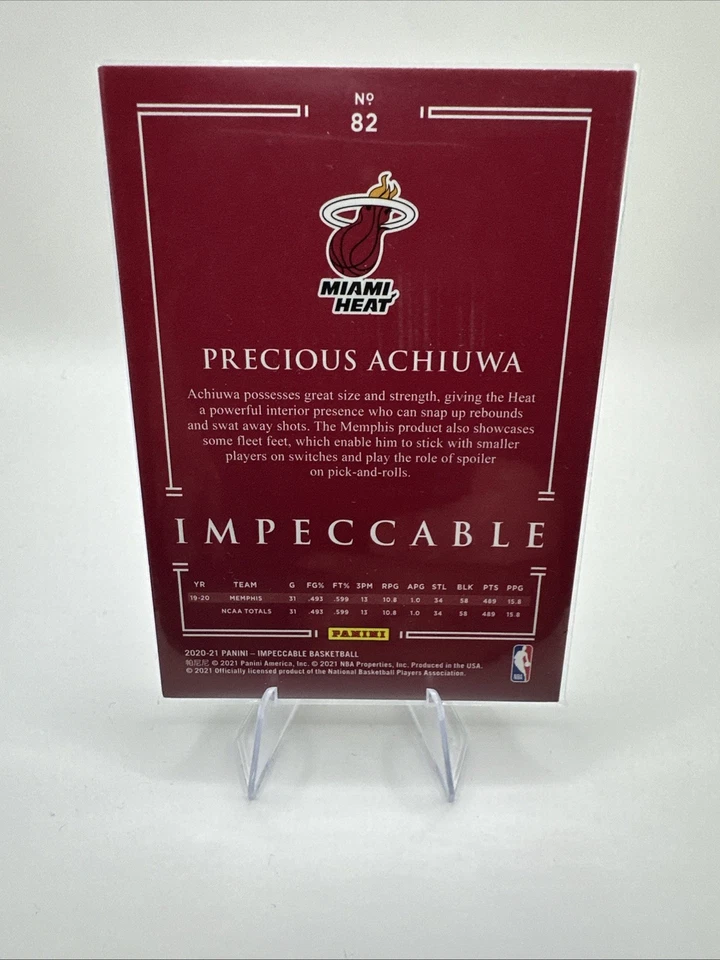 Nº
82
MIAMI
HEAT
PRECIOUS ACHIUWA
Achiuwa possesses great size and strength, giving the Heat
a powerful interior presence who can snap up rebounds
and swat away shots. The Memphis product also showcases
some fleet feet, which enable him to stick with smaller
players on switches and play the role of spoiler
on pick-and-rolls.
IMPECCABLE
YR TEAM G FG% FT% 3PM RPG APG STL BLK PTS PPG
19-20 MEMPHIS 31 .493 .599 13 10.8 1.0 34 58 489 15.8
NCAA TOTALS 31 .493 .599 13 10.8 1.0 34 58 489 15.8
PANINI
2020-21 PANINI – IMPECCABLE BASKETBALL
帕尼尼 © 2021 Panini America, Inc. © 2021 NBA Properties, Inc. Produced in the USA.
© 2021 Officially licensed product of the National Basketball Players Association.
NBA